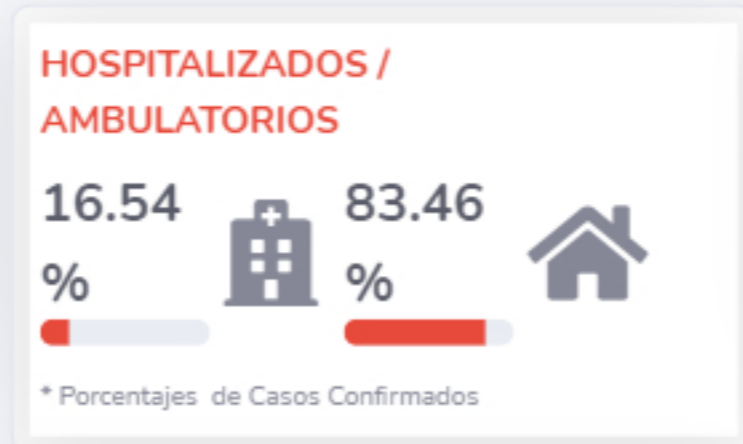 HOSPITALIZADOS /
AMBULATORIOS
16.54
%
83.46
%
* Porcentajes de Casos Confirmados